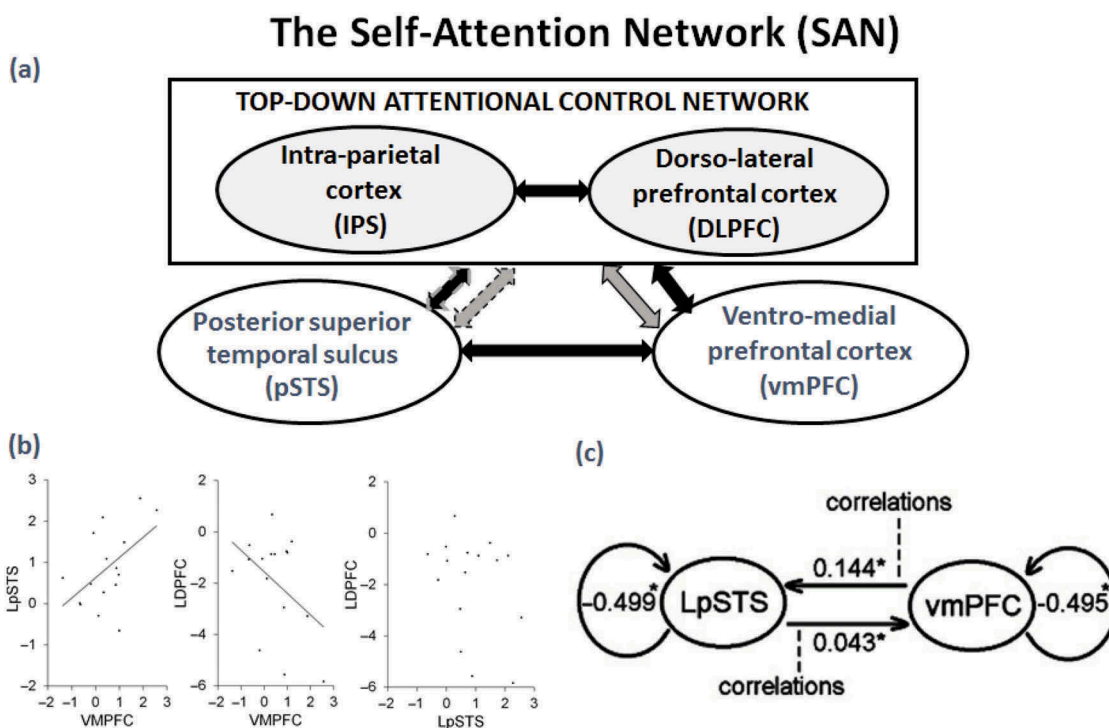 The Self-Attention Network (SAN)
(a)
TOP-DOWN ATTENTIONAL CONTROL NETWORK
Intra-parietal
cortex
(IPS)
Dorso-lateral
prefrontal cortex
(DLPFC)
Posterior superior
temporal sulcus
(pSTS)
Ventro-medial
prefrontal cortex
(vmPFC)
(b)
3
2
1
0
−1
−2
LpSTS
−2 −1 0 1 2 3
VMPFC
2
0
−2
−4
−6
LDPFC
−2 −1 0 1 2 3
VMPFC
2
0
−2
−4
−6
LDPFC
−2 −1 0 1 2 3
LpSTS
(c)
correlations
0.144*
−0.499*
LpSTS
vmPFC
−0.495*
0.043*
correlations